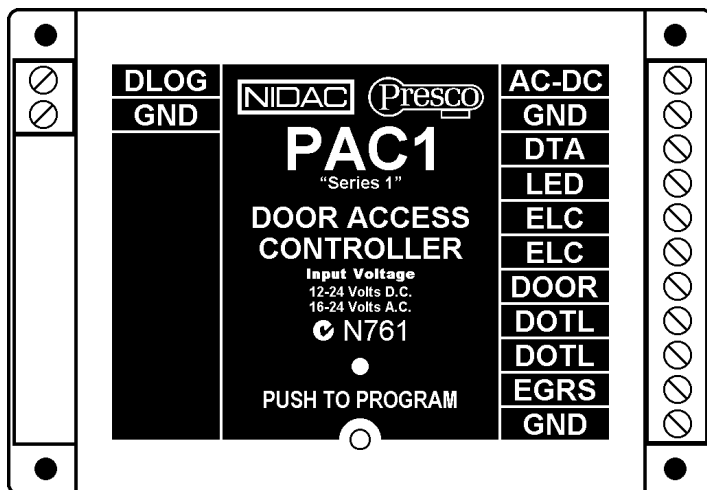 DLOG
GND
NIDAC Presco
PAC1
"Series 1"
DOOR ACCESS
CONTROLLER
Input Voltage
12-24 Volts D.C.
16-24 Volts A.C.
N761
PUSH TO PROGRAM
AC-DC
GND
DTA
LED
ELC
ELC
DOOR
DOTL
DOTL
EGRS
GND